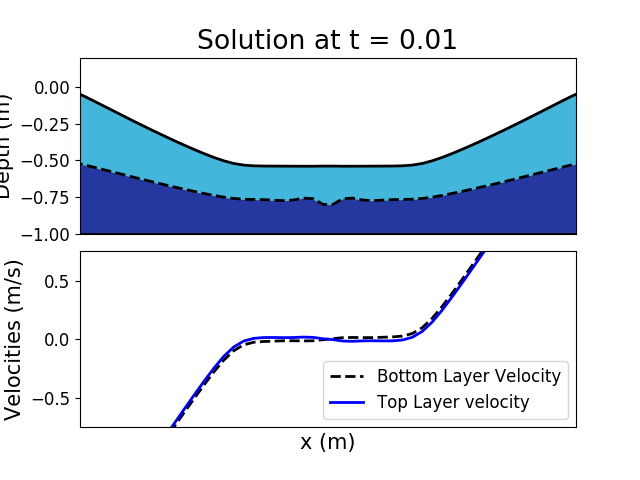 Solution at t = 0.01
0.00
−0.25
−0.50
−0.75
−1.00
Depth (m)
0.5
0.0
−0.5
Velocities (m/s)
Bottom Layer Velocity
Top Layer velocity
x (m)